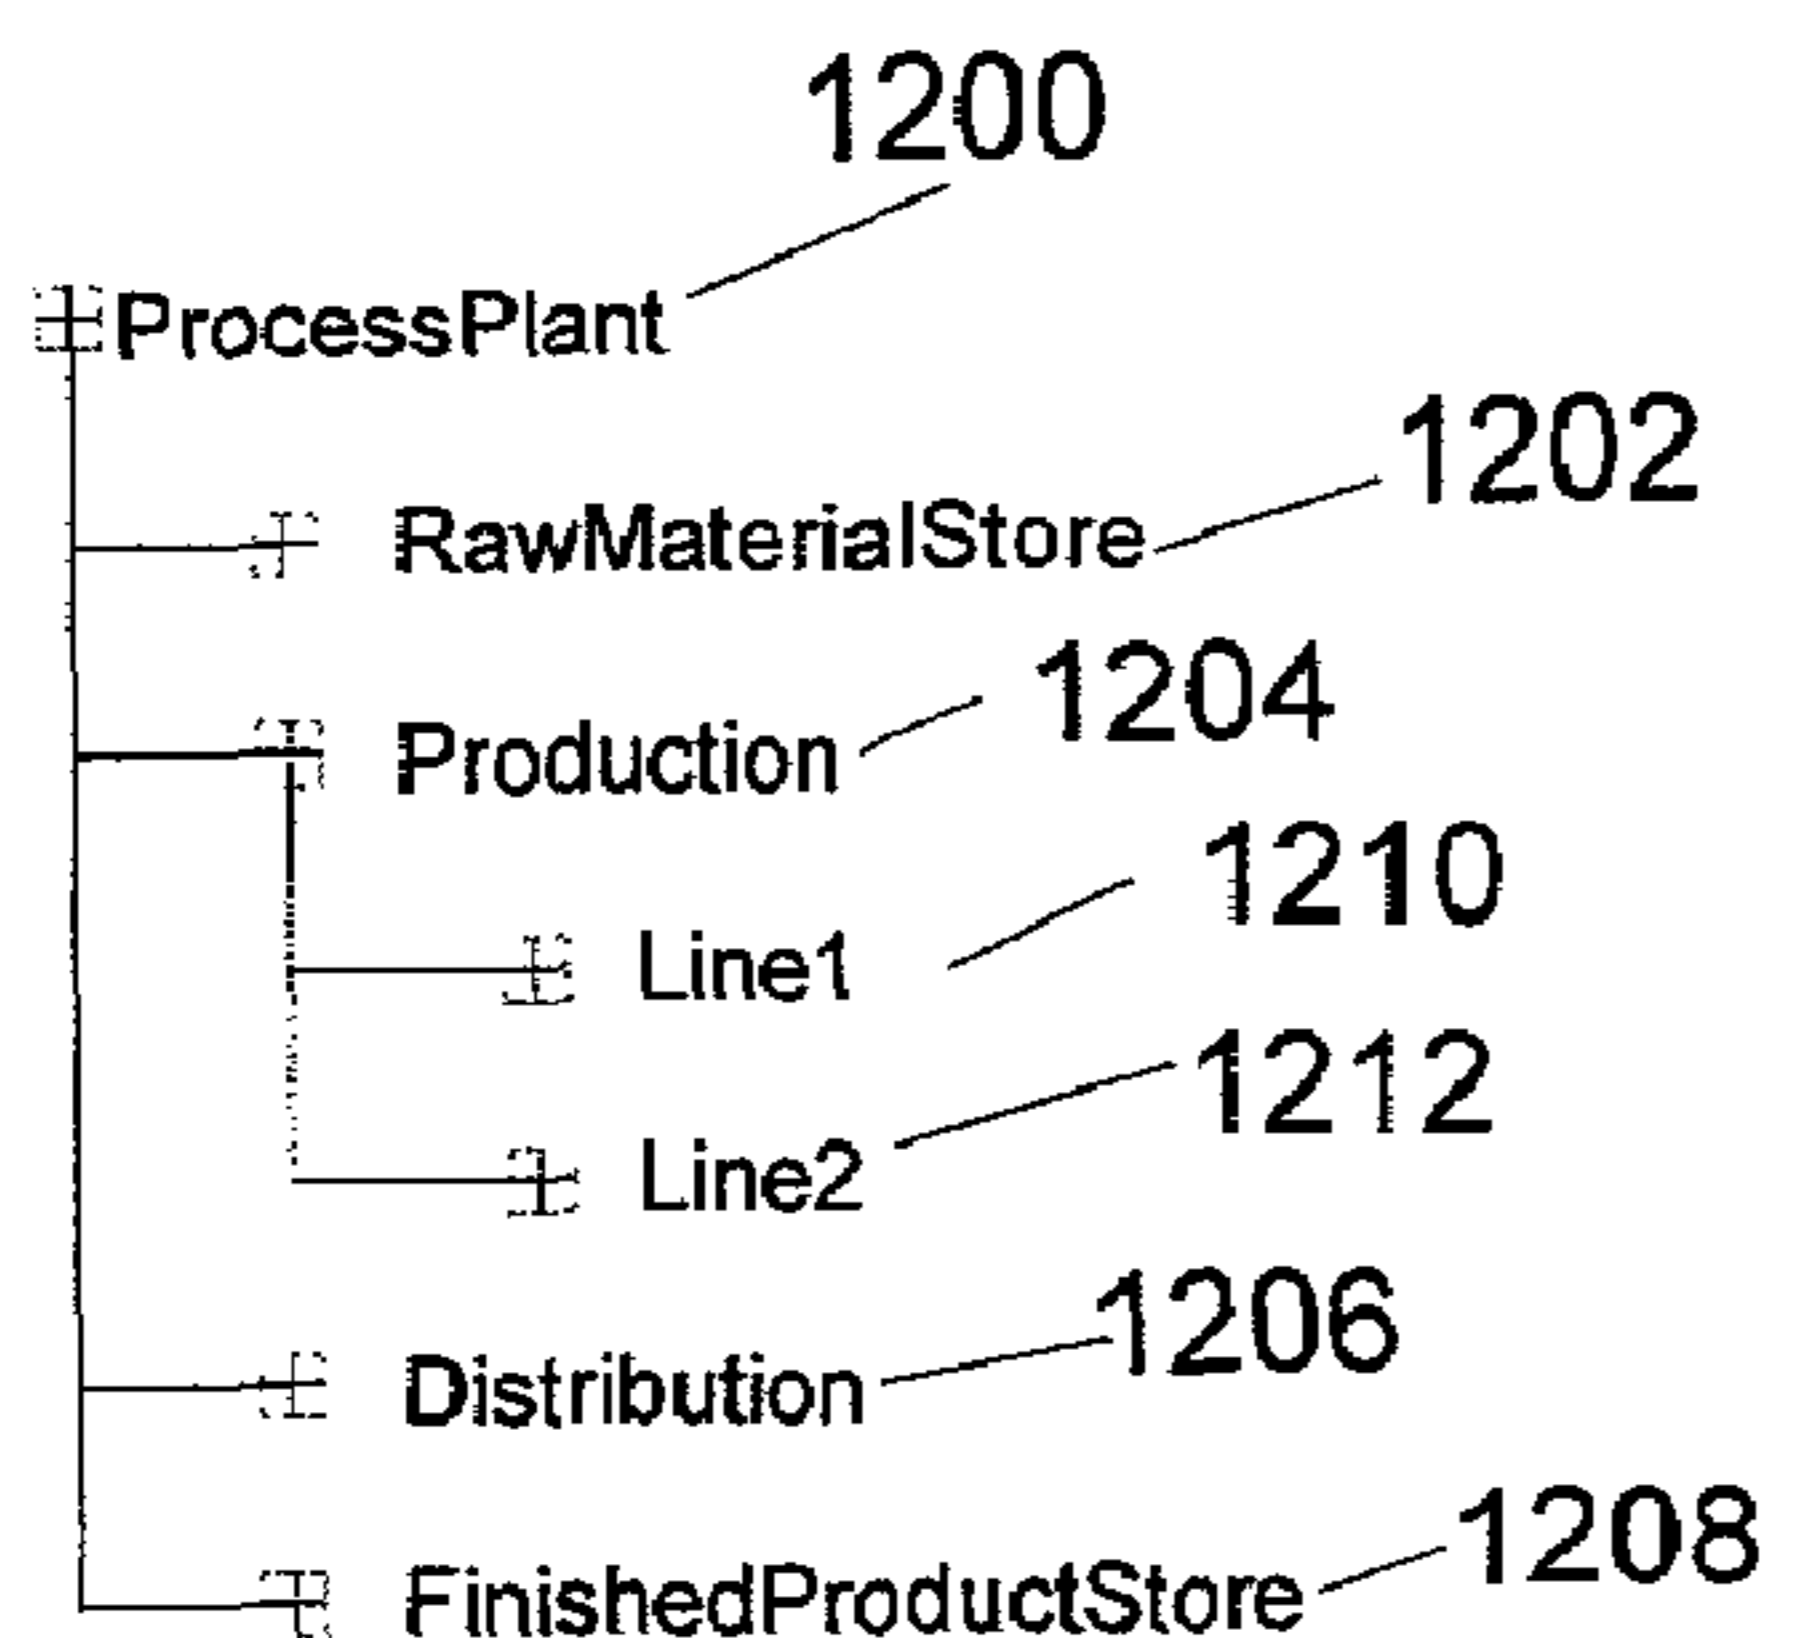 1200
ProcessPlant
1202
RawMaterialStore
1204
Production
1210
Line1
1212
Line2
1206
Distribution
1208
FinishedProductStore